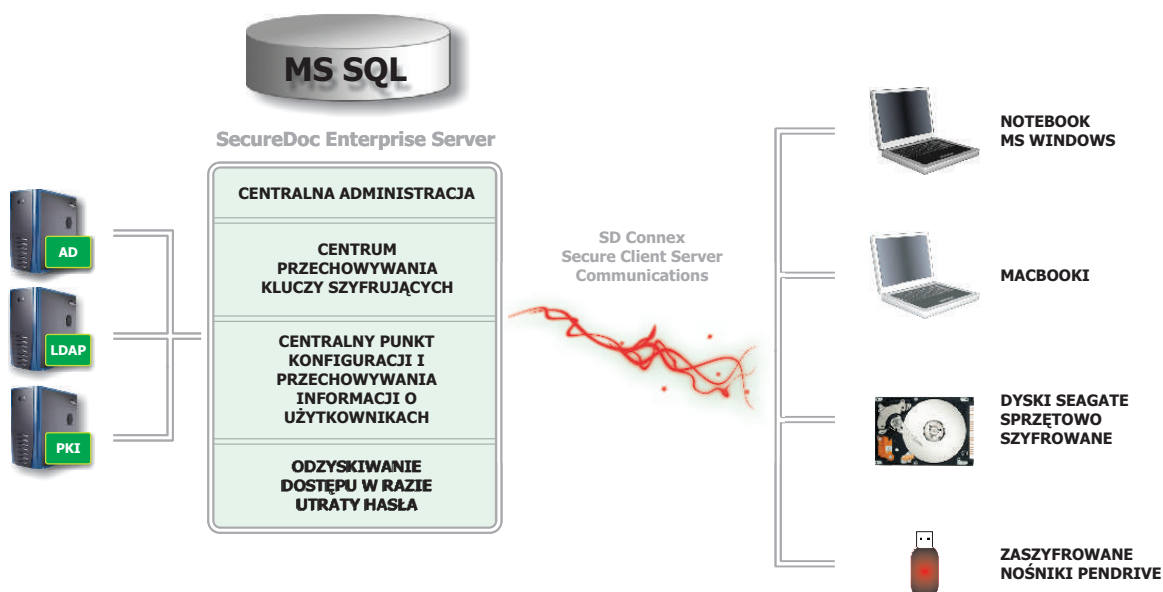 MS SQL
SecureDoc Enterprise Server
AD
LDAP
PKI
CENTRALNA ADMINISTRACJA
CENTRUM
PRZECHOWYWANIA
KLUCZY SZYFRUJĄCYCH
CENTRALNY PUNKT
KONFIGURACJI I
PRZECHOWYWANIA
INFORMACJI O
UŻYTKOWNIKACH
ODZYSKIWANIE
DOSTĘPU W RAZIE
UTRATY HASŁA
SD Connex
Secure Client Server
Communications
NOTEBOOK
MS WINDOWS
MACBOOKI
DYSKI SEAGATE
SPRZĘTOWO
SZYFROWANE
ZASZYFROWANE
NOŚNIKI PENDRIVE